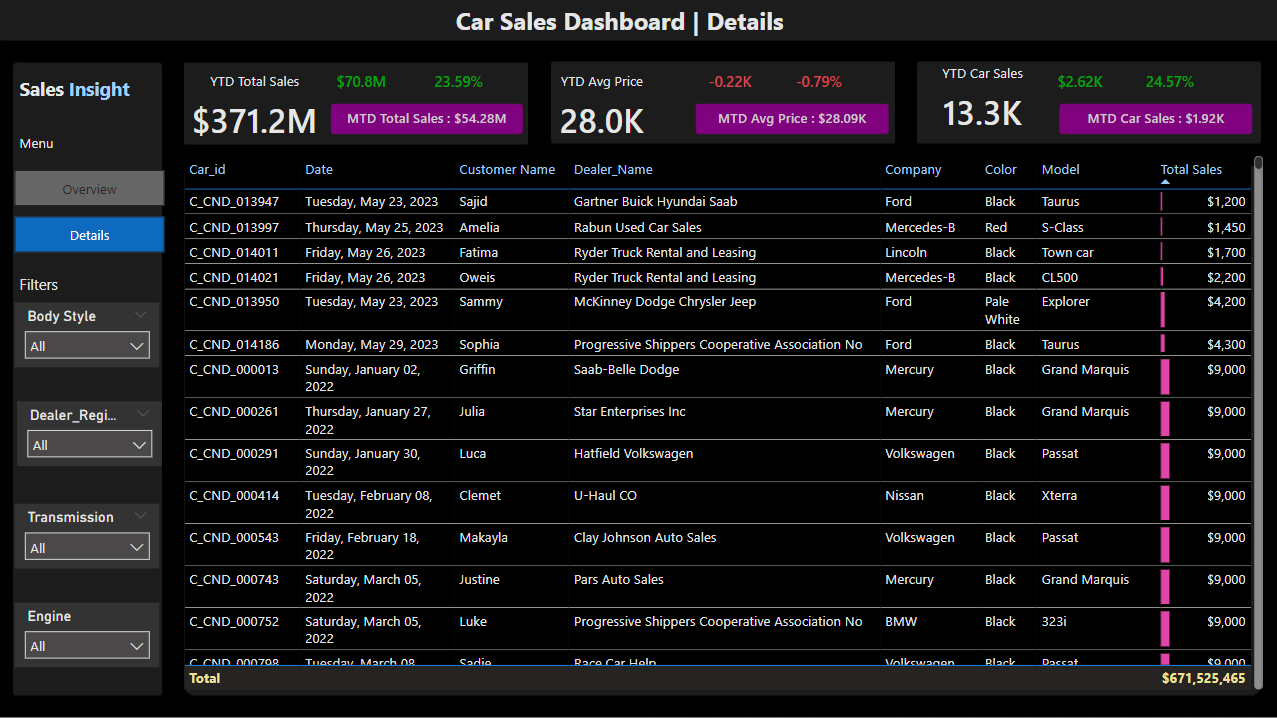 Car Sales Dashboard | Details
Sales Insight
Menu
Overview
Details
Filters
Body Style
All
Dealer_Regi...
All
Transmission
All
Engine
All
YTD Total Sales $70.8M 23.59%
$371.2M MTD Total Sales : $54.28M
YTD Avg Price -0.22K -0.79%
28.0K MTD Avg Price : $28.09K
YTD Car Sales $2.62K 24.57%
13.3K MTD Car Sales : $1.92K
Car_id Date Customer Name Dealer_Name Company Color Model Total Sales
C_CND_013947 Tuesday, May 23, 2023 Sajid Gartner Buick Hyundai Saab Ford Black Taurus $1,200
C_CND_013997 Thursday, May 25, 2023 Amelia Rabun Used Car Sales Mercedes-B Red S-Class $1,450
C_CND_014011 Friday, May 26, 2023 Fatima Ryder Truck Rental and Leasing Lincoln Black Town car $1,700
C_CND_014021 Friday, May 26, 2023 Oweis Ryder Truck Rental and Leasing Mercedes-B Black CL500 $2,200
C_CND_013950 Tuesday, May 23, 2023 Sammy McKinney Dodge Chrysler Jeep Ford Pale Explorer $4,200
White
C_CND_014186 Monday, May 29, 2023 Sophia Progressive Shippers Cooperative Association No Ford Black Taurus $4,300
C_CND_000013 Sunday, January 02, Griffin Saab-Belle Dodge Mercury Black Grand Marquis $9,000
2022
C_CND_000261 Thursday, January 27, Julia Star Enterprises Inc Mercury Black Grand Marquis $9,000
2022
C_CND_000291 Sunday, January 30, Luca Hatfield Volkswagen Volkswagen Black Passat $9,000
2022
C_CND_000414 Tuesday, February 08, Clemet U-Haul CO Nissan Black Xterra $9,000
2022
C_CND_000543 Friday, February 18, Makayla Clay Johnson Auto Sales Volkswagen Black Passat $9,000
2022
C_CND_000743 Saturday, March 05, Justine Pars Auto Sales Mercury Black Grand Marquis $9,000
2022
C_CND_000752 Saturday, March 05, Luke Progressive Shippers Cooperative Association No BMW Black 323i $9,000
2022
C_CND_000798 Tuesday, March 08, Sadie Race Car Help Volkswagen Black Passat $9,000
Total $671,525,465